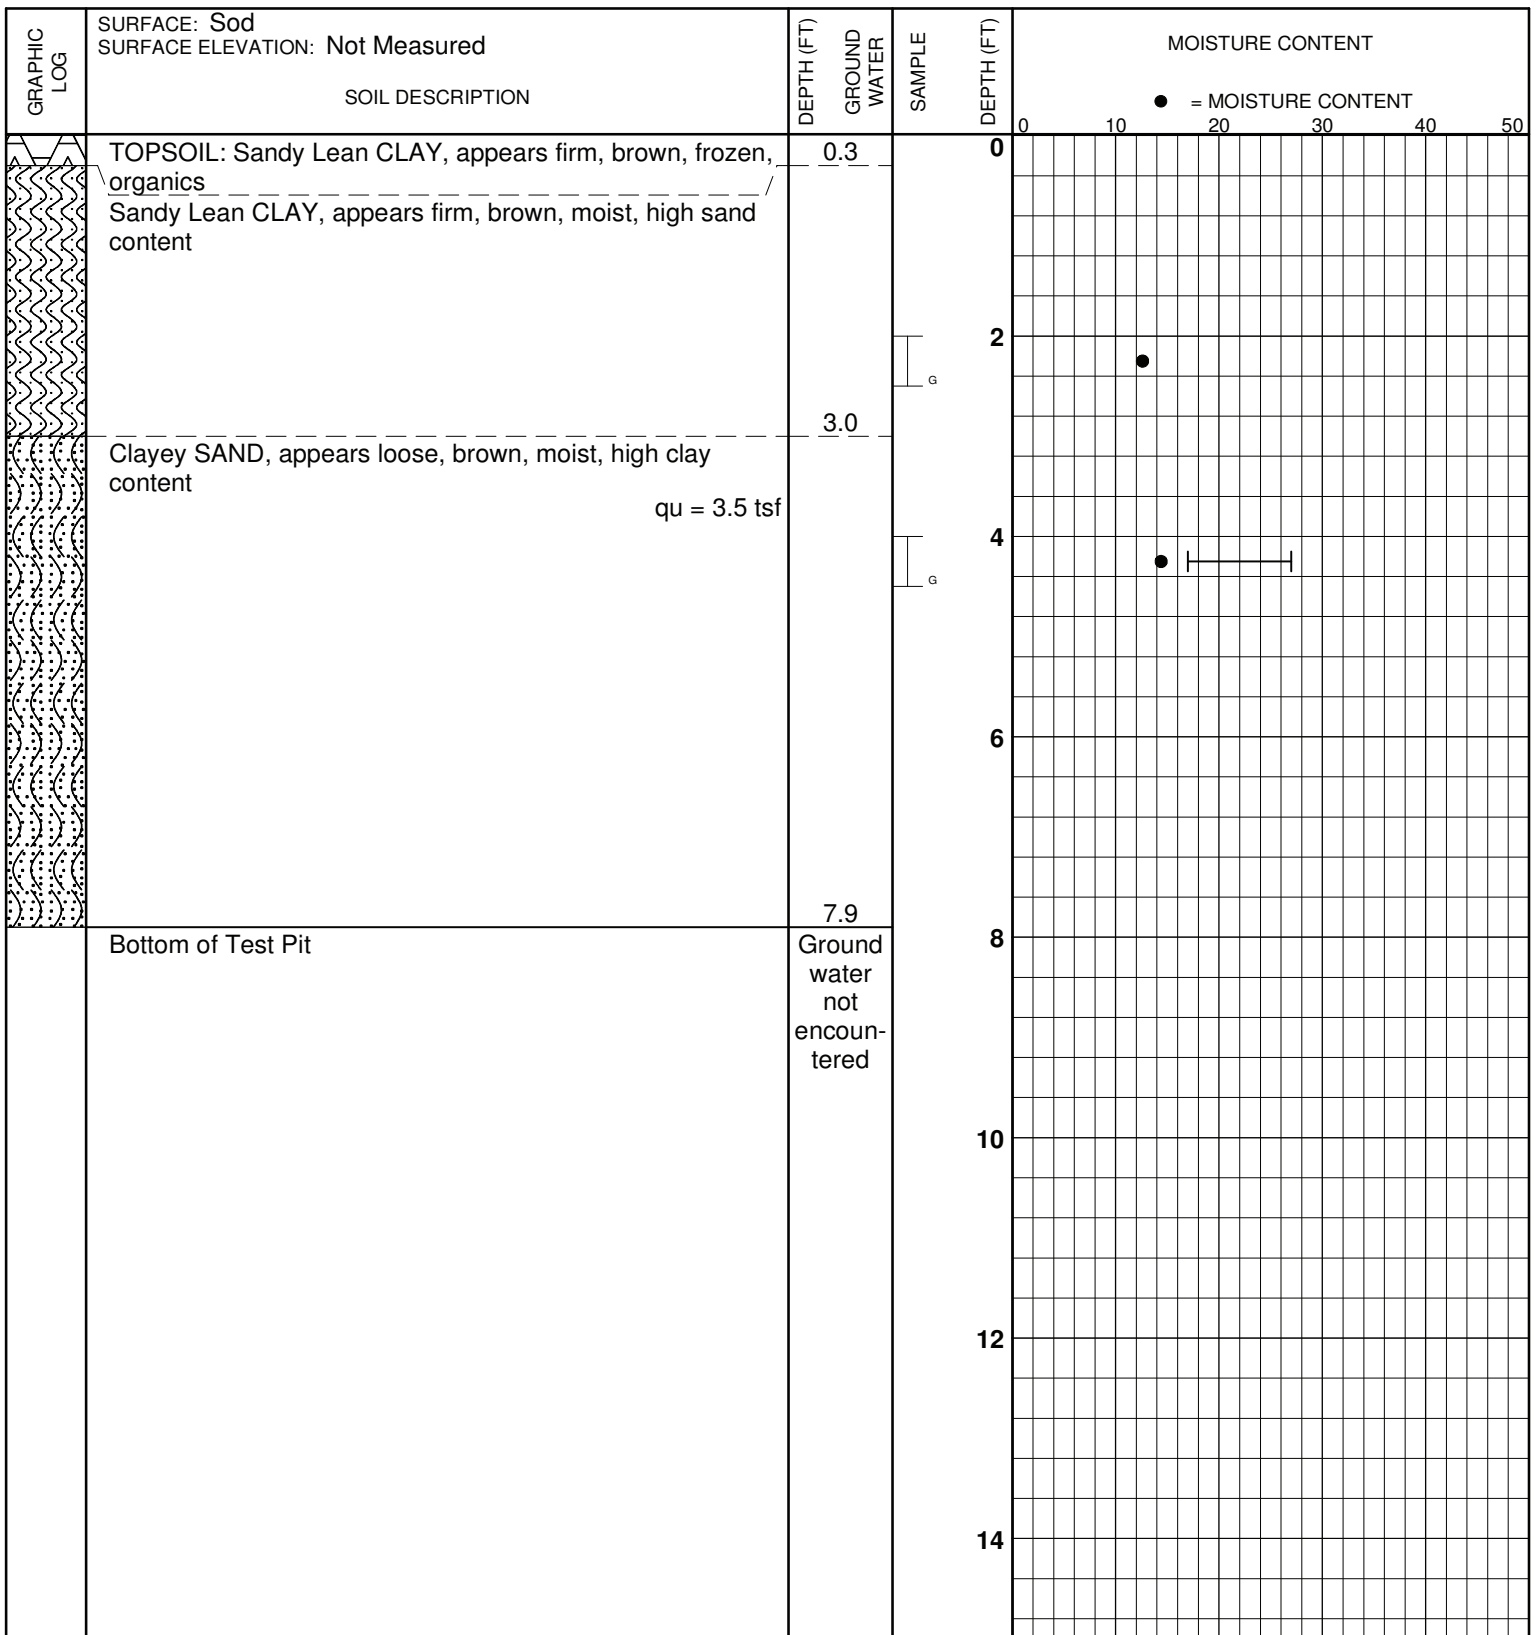 GRAPHIC
LOG
SURFACE: Sod
SURFACE ELEVATION: Not Measured
SOIL DESCRIPTION
DEPTH (FT)
GROUND
WATER
SAMPLE
DEPTH (FT)
MOISTURE CONTENT
● = MOISTURE CONTENT
0 10 20 30 40 50
TOPSOIL: Sandy Lean CLAY, appears firm, brown, frozen,
organics
0.3
0
Sandy Lean CLAY, appears firm, brown, moist, high sand
content
2
G
3.0
Clayey SAND, appears loose, brown, moist, high clay
content
qu = 3.5 tsf
4
G
6
7.9
Bottom of Test Pit
Ground
water
not
encoun-
tered
8
10
12
14